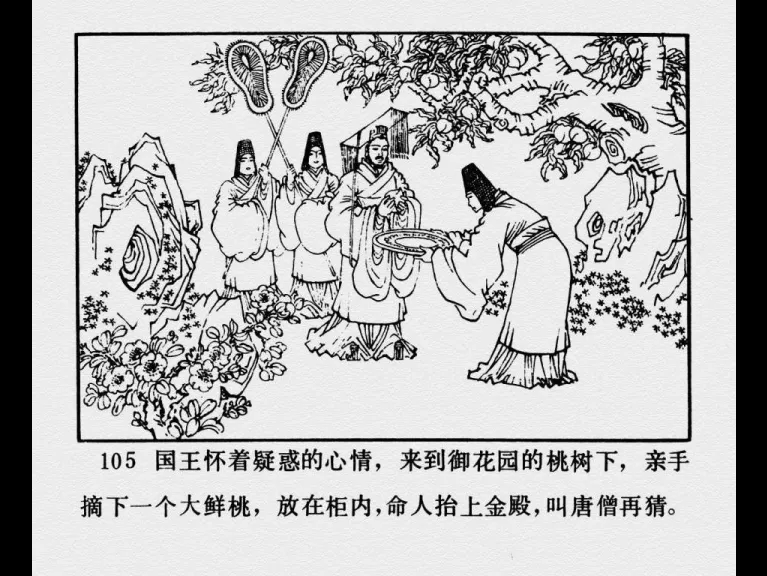 105 国王怀着疑惑的心情，来到御花园的桃树下，亲手
摘下一个大鲜桃，放在柜内，命人抬上金殿，叫唐僧再猜。